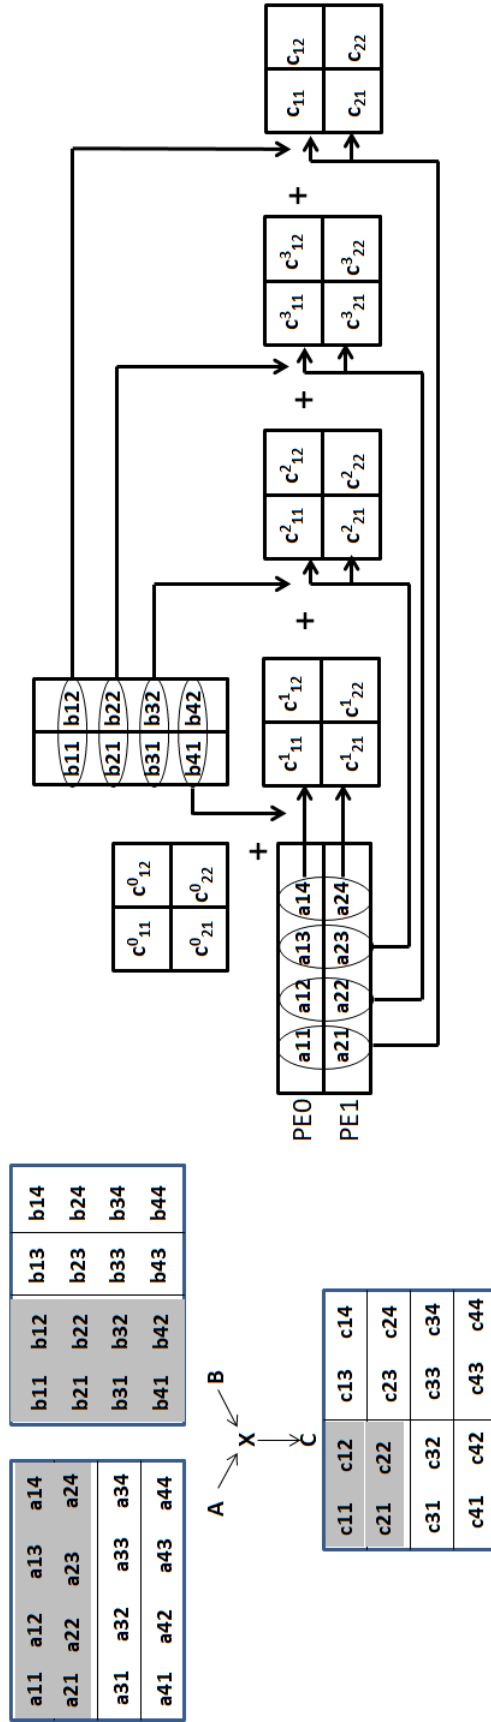 a11 a12 a13 a14
a21 a22 a23 a24
a31 a32 a33 a34
a41 a42 a43 a44
b11 b12 b13 b14
b21 b22 b23 b24
b31 b32 b33 b34
b41 b42 b43 b44
A B
X
C
c11 c12 c13 c14
c21 c22 c23 c24
c31 c32 c33 c34
c41 c42 c43 c44
b11 b12
b21 b22
b31 b32
b41 b42
c⁰₁₁ c⁰₁₂
c⁰₂₁ c⁰₂₂
+
PE0 a11 a12 a13 a14
PE1 a21 a22 a23 a24
c¹₁₁ c¹₁₂
c¹₂₁ c¹₂₂
+
c²₁₁ c²₁₂
c²₂₁ c²₂₂
+
c³₁₁ c³₁₂
c³₂₁ c³₂₂
+
c₁₁ c₁₂
c₂₁ c₂₂